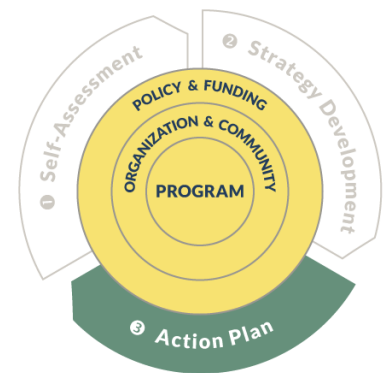 ❶ Self-Assessment
❷ Strategy Development
POLICY & FUNDING
ORGANIZATION & COMMUNITY
PROGRAM
❸ Action Plan